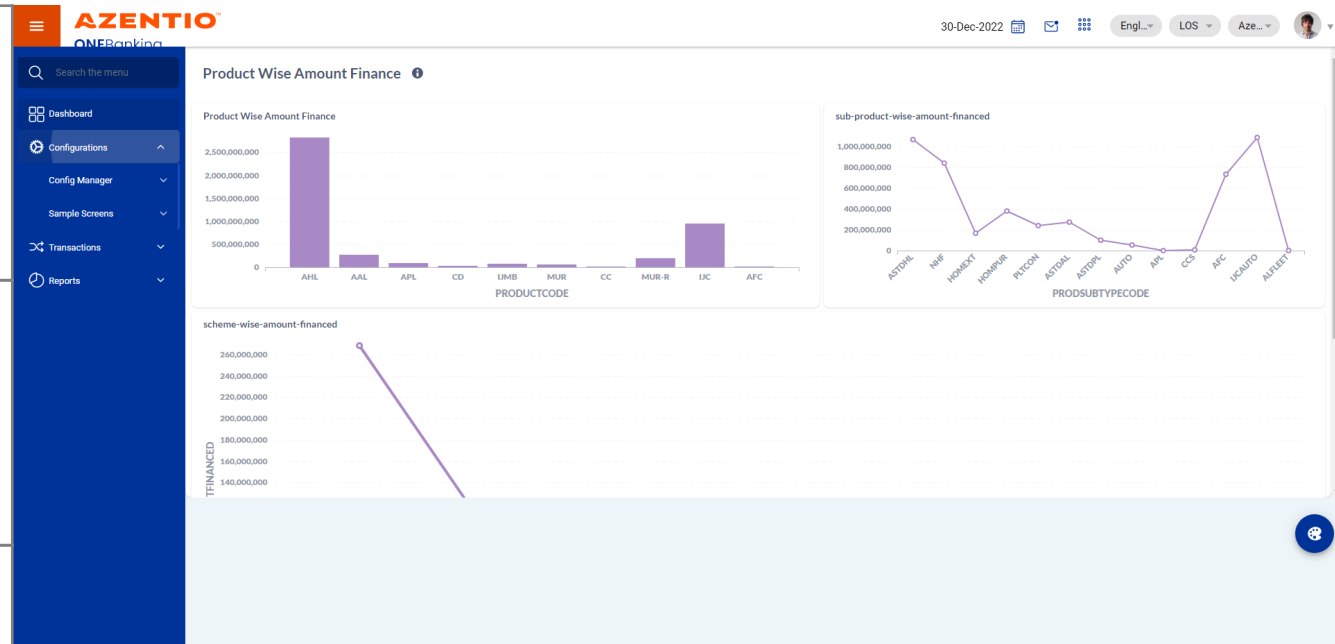 AZENTIO™
ONEBanking
30-Dec-2022 Engl... LOS Aze...
Search the menu
Dashboard
Configurations
Config Manager
Sample Screens
Transactions
Reports
Product Wise Amount Finance
Product Wise Amount Finance
2,500,000,000
2,000,000,000
1,500,000,000
1,000,000,000
500,000,000
0
AHL AAL APL CD IJMB MUR CC MUR-R IJC AFC
PRODUCTCODE
sub-product-wise-amount-financed
1,000,000,000
800,000,000
600,000,000
400,000,000
200,000,000
0
ASTDHL NHF HOMEXT HOMPUR PLTCON ASTDAL ASTDPL AUTO APL CCS AFC IJCAUTO ALFLEET
PRODSUBTYPECODE
scheme-wise-amount-financed
260,000,000
240,000,000
220,000,000
200,000,000
180,000,000
160,000,000
140,000,000
TFINANCED